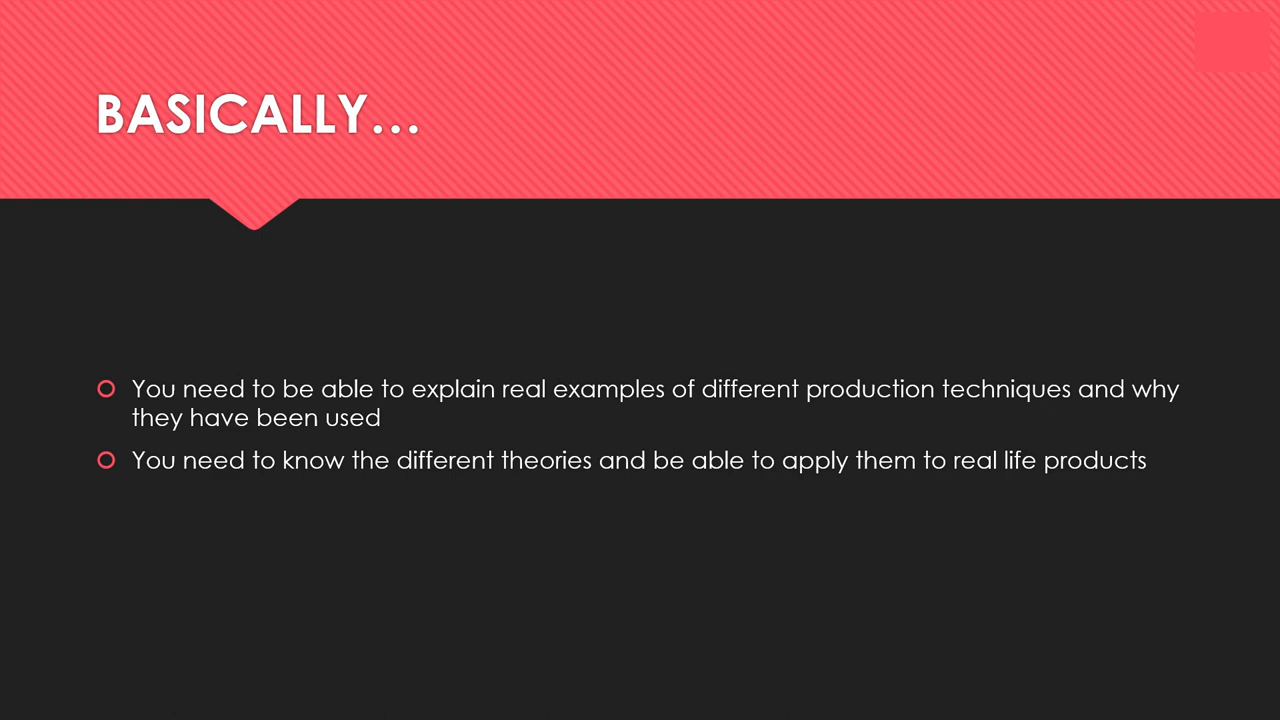 BASICALLY...
You need to be able to explain real examples of different production techniques and why
they have been used
You need to know the different theories and be able to apply them to real life products